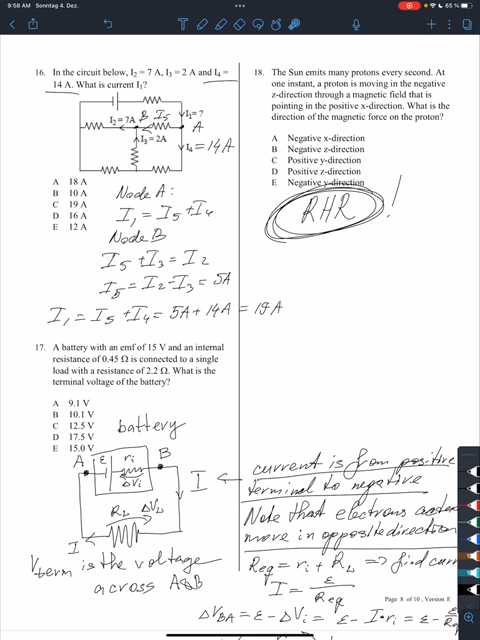 9:58 AM Sonntag 4. Dez.
65 %
16. In the circuit below, I2 = 7 A, I3 = 2 A and I4 =
14 A. What is current I1?
I1 = ?
B I5
I2 = 7A
A
I3 = 2A
I4 = 14A
A 18 A
B 10 A
C 19 A
D 16 A
E 12 A
Node A:
I1 = I5 + I4
Node B
I5 + I3 = I2
I5 = I2 - I3 = 5A
I1 = I5 + I4 = 5A + 14A = 19A
17. A battery with an emf of 15 V and an internal
resistance of 0.45 Ω is connected to a single
load with a resistance of 2.2 Ω. What is the
terminal voltage of the battery?
A 9.1 V
B 10.1 V
C 12.5 V
D 17.5 V
E 15.0 V
battery
A ε ri B
ΔVi
I
RL ΔVL
I
Vterm is the voltage
across A&B
18. The Sun emits many protons every second. At
one instant, a proton is moving in the negative
z-direction through a magnetic field that is
pointing in the positive x-direction. What is the
direction of the magnetic force on the proton?
A Negative x-direction
B Negative z-direction
C Positive y-direction
D Positive z-direction
E Negative y-direction
RHR!
current is from positive
terminal to negative
Note that electrons
move in opposite direction
Req = ri + RL => find
I = ε/Req
Page 8 of 10, Version E
ΔVBA = ε - ΔVi = ε - I·ri = ε - ε/Req